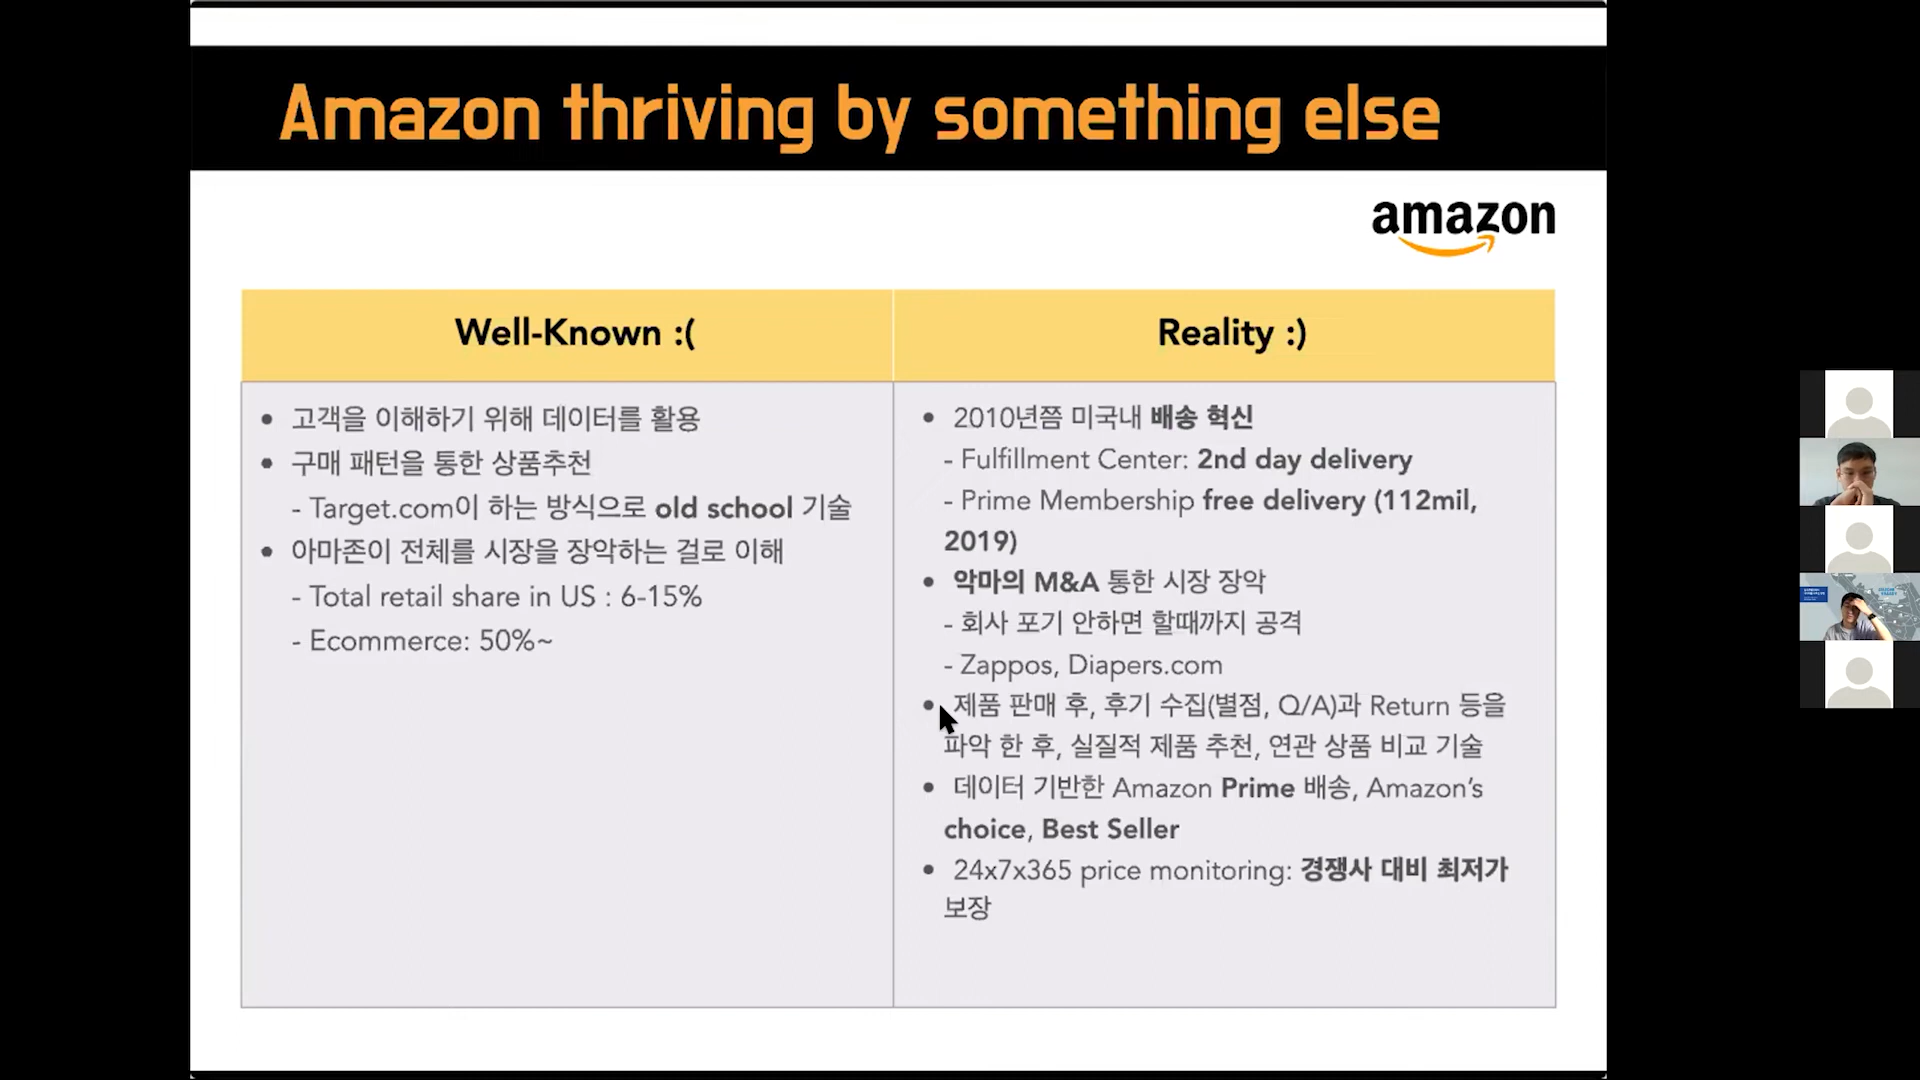 Amazon thriving by something else
amazon
Well-Known :(
고객을 이해하기 위해 데이터를 활용
구매 패턴을 통한 상품추천
- Target.com이 하는 방식으로 old school 기술
아마존이 전체를 시장을 장악하는 걸로 이해
- Total retail share in US : 6-15%
- Ecommerce: 50%~
Reality :)
2010년쯤 미국내 배송 혁신
- Fulfillment Center: 2nd day delivery
- Prime Membership free delivery (112mil,
2019)
악마의 M&A 통한 시장 장악
- 회사 포기 안하면 할때까지 공격
- Zappos, Diapers.com
제품 판매 후, 후기 수집(별점, Q/A)과 Return 등을
파악 한 후, 실질적 제품 추천, 연관 상품 비교 기술
데이터 기반한 Amazon Prime 배송, Amazon's
choice, Best Seller
24x7x365 price monitoring: 경쟁사 대비 최저가
보장